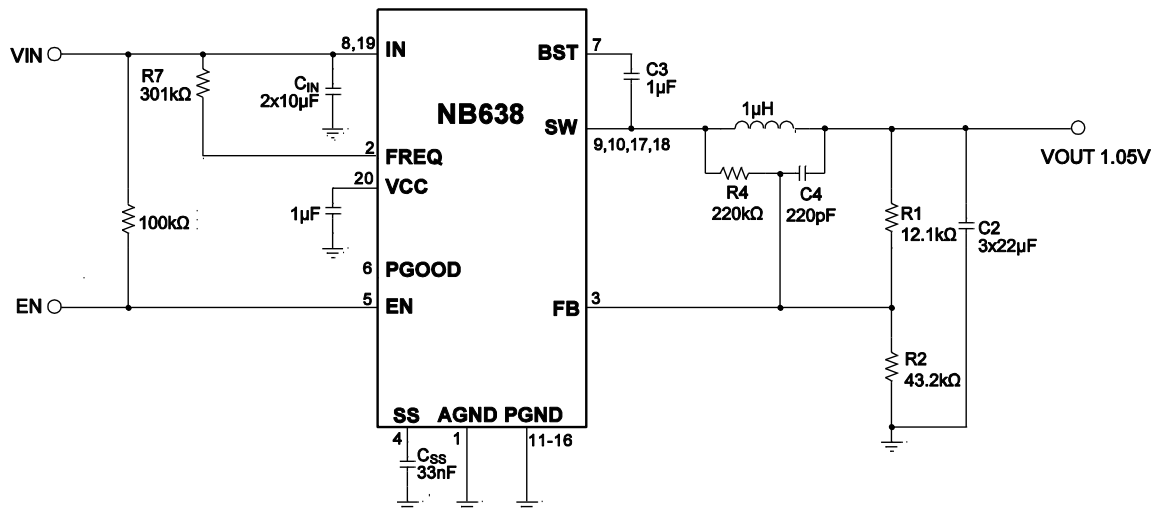 VIN
R7
301kΩ
C_IN
2x10µF
8,19
IN
NB638
BST
7
C3
1µF
SW
9,10,17,18
1µH
VOUT 1.05V
2
FREQ
20
VCC
1µF
100kΩ
R4
220kΩ
C4
220pF
R1
12.1kΩ
C2
3x22µF
6
PGOOD
EN
5
EN
FB
3
R2
43.2kΩ
SS
AGND
PGND
4
1
11-16
C_SS
33nF